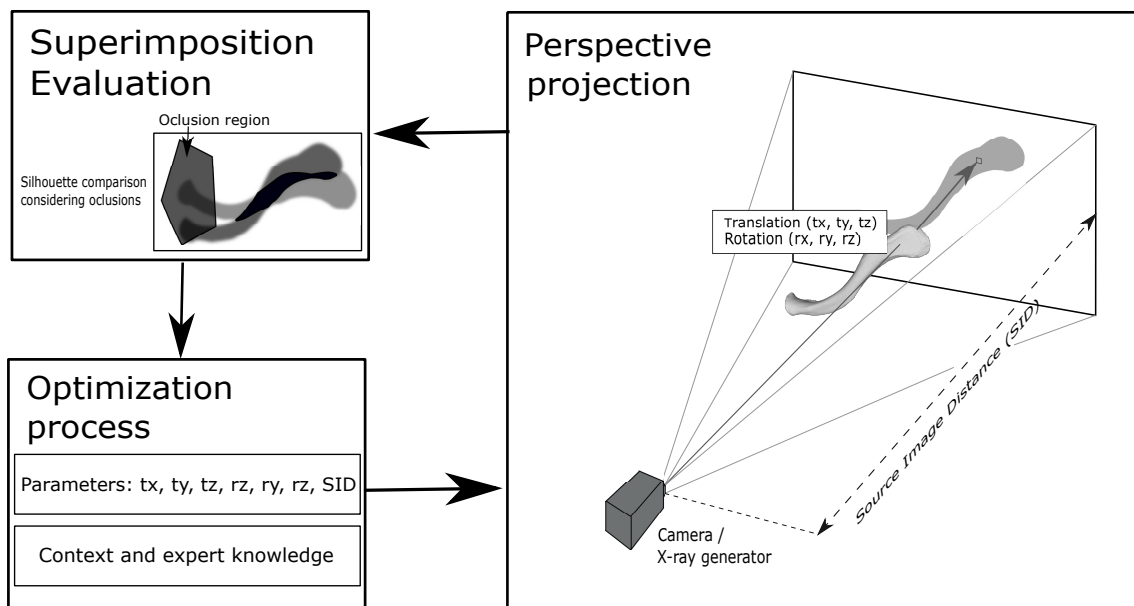 Superimposition
Evaluation
Oclusion region
Silhouette comparison
considering oclusions
Optimization
process
Parameters: tx, ty, tz, rz, ry, rz, SID
Context and expert knowledge
Perspective
projection
Translation (tx, ty, tz)
Rotation (rx, ry, rz)
Source Image Distance (SID)
Camera /
X-ray generator